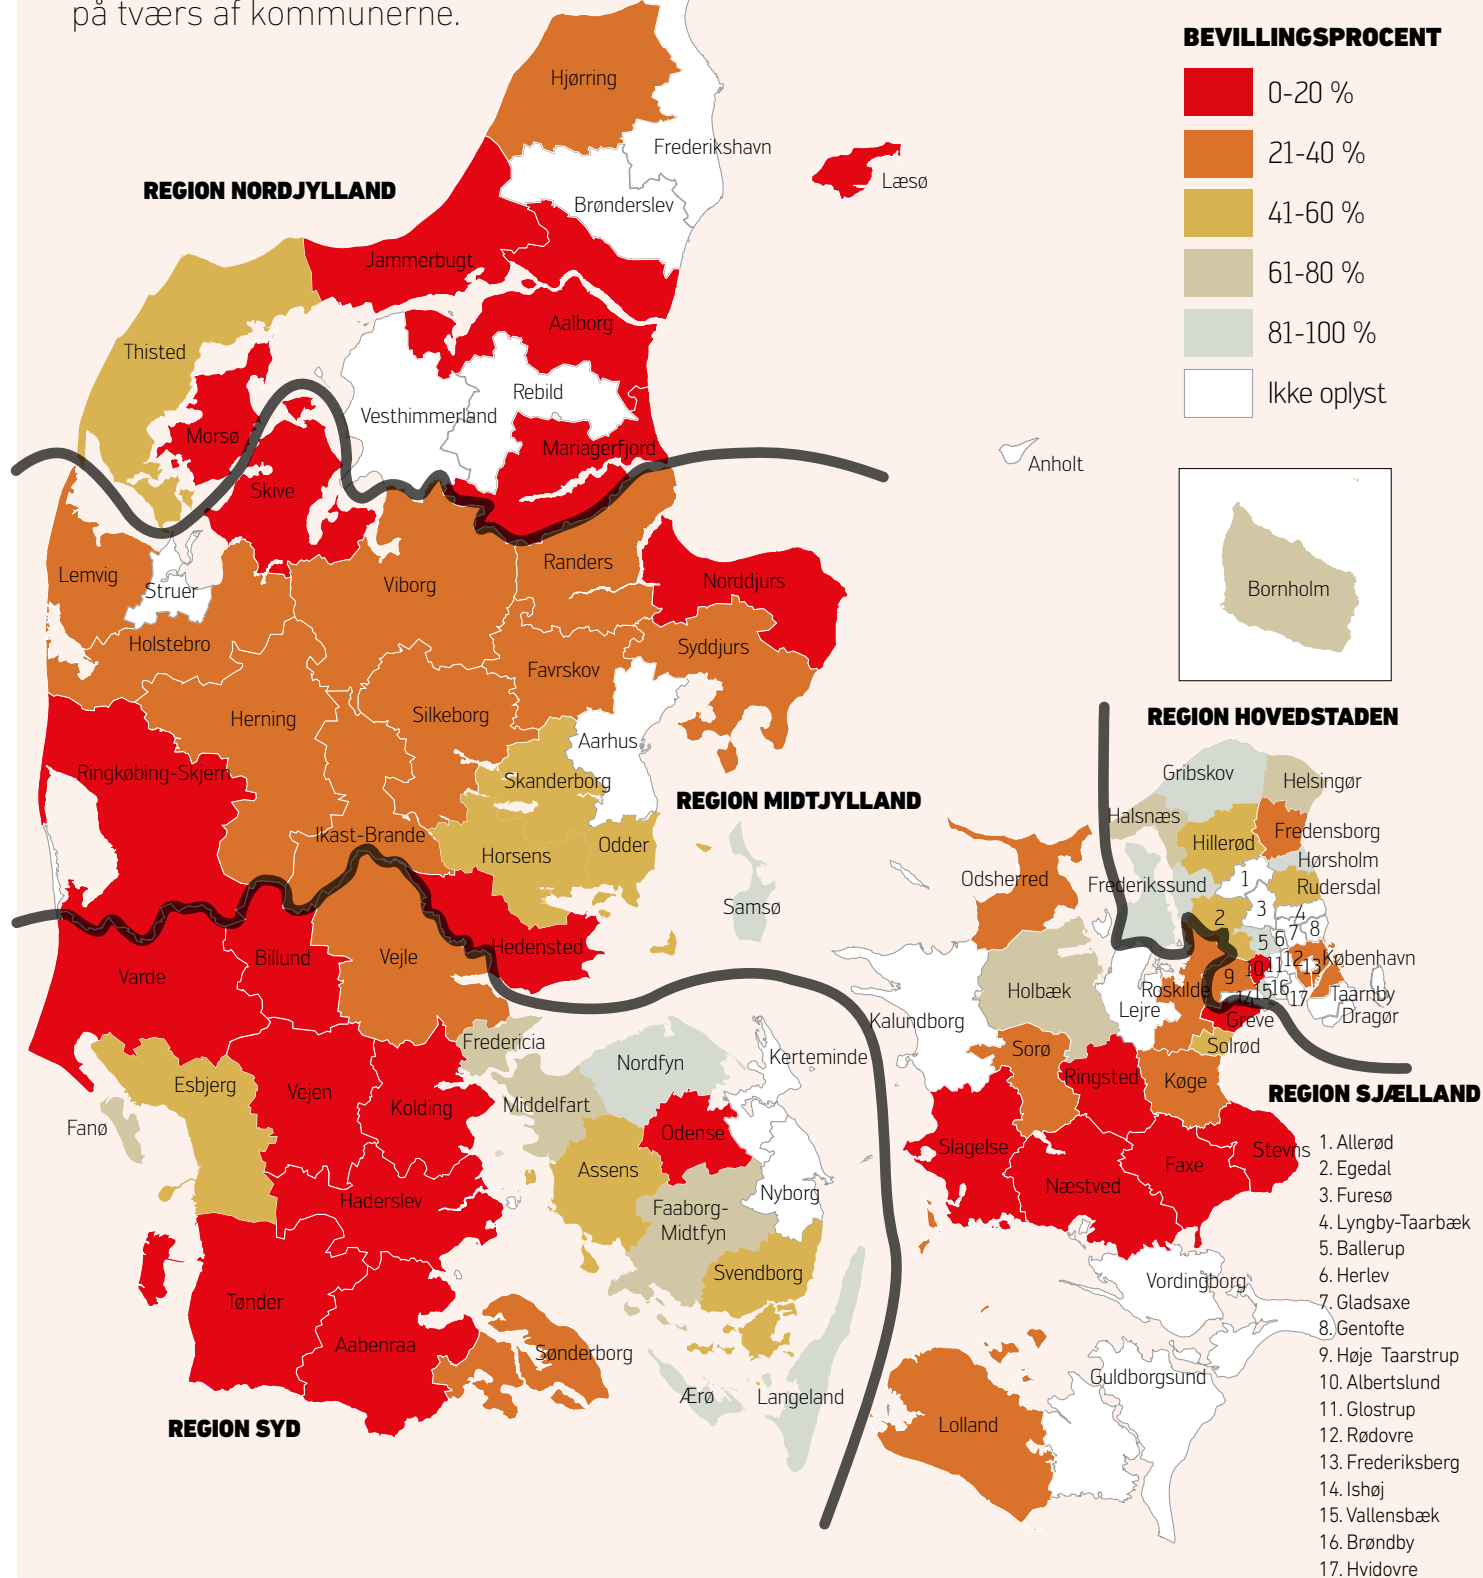 på tværs af kommunerne.
BEVILLINGSPROCENT
0-20 %
21-40 %
41-60 %
61-80 %
81-100 %
Ikke oplyst
REGION NORDJYLLAND
Hjørring
Frederikshavn
Læsø
Brønderslev
Jammerbugt
Aalborg
Thisted
Rebild
Vesthimmerland
Morsø
Mariagerfjord
Skive
Anholt
Lemvig
Struer
Viborg
Randers
Norddjurs
Bornholm
Holstebro
Favrskov
Syddjurs
Herning
Silkeborg
Aarhus
Ringkøbing-Skjern
Skanderborg
REGION MIDTJYLLAND
Ikast-Brande
Horsens
Odder
Samsø
Hedensted
REGION HOVEDSTADEN
Gribskov
Helsingør
Halsnæs
Hillerød
Fredensborg
Hørsholm
Frederikssund
Rudersdal
1
2
3
4
5
6
7
8
9
10
11
12
13
14
15
16
17
København
Taarnby
Dragør
Odsherred
Holbæk
Roskilde
Lejre
Kalundborg
Greve
Solrød
Sorø
Ringsted
Køge
REGION SJÆLLAND
Slagelse
Næstved
Faxe
Stevns
Vordingborg
Guldborgsund
Lolland
Varde
Billund
Vejle
Fredericia
Nordfyn
Kerteminde
Esbjerg
Vejen
Kolding
Middelfart
Fanø
Odense
Assens
Haderslev
Faaborg-
Midtfyn
Nyborg
Svendborg
Tønder
Aabenraa
Sønderborg
Ærø
Langeland
REGION SYD
1. Allerød
2. Egedal
3. Furesø
4. Lyngby-Taarbæk
5. Ballerup
6. Herlev
7. Gladsaxe
8. Gentofte
9. Høje Taarstrup
10. Albertslund
11. Glostrup
12. Rødovre
13. Frederiksberg
14. Ishøj
15. Vallensbæk
16. Brøndby
17. Hvidovre